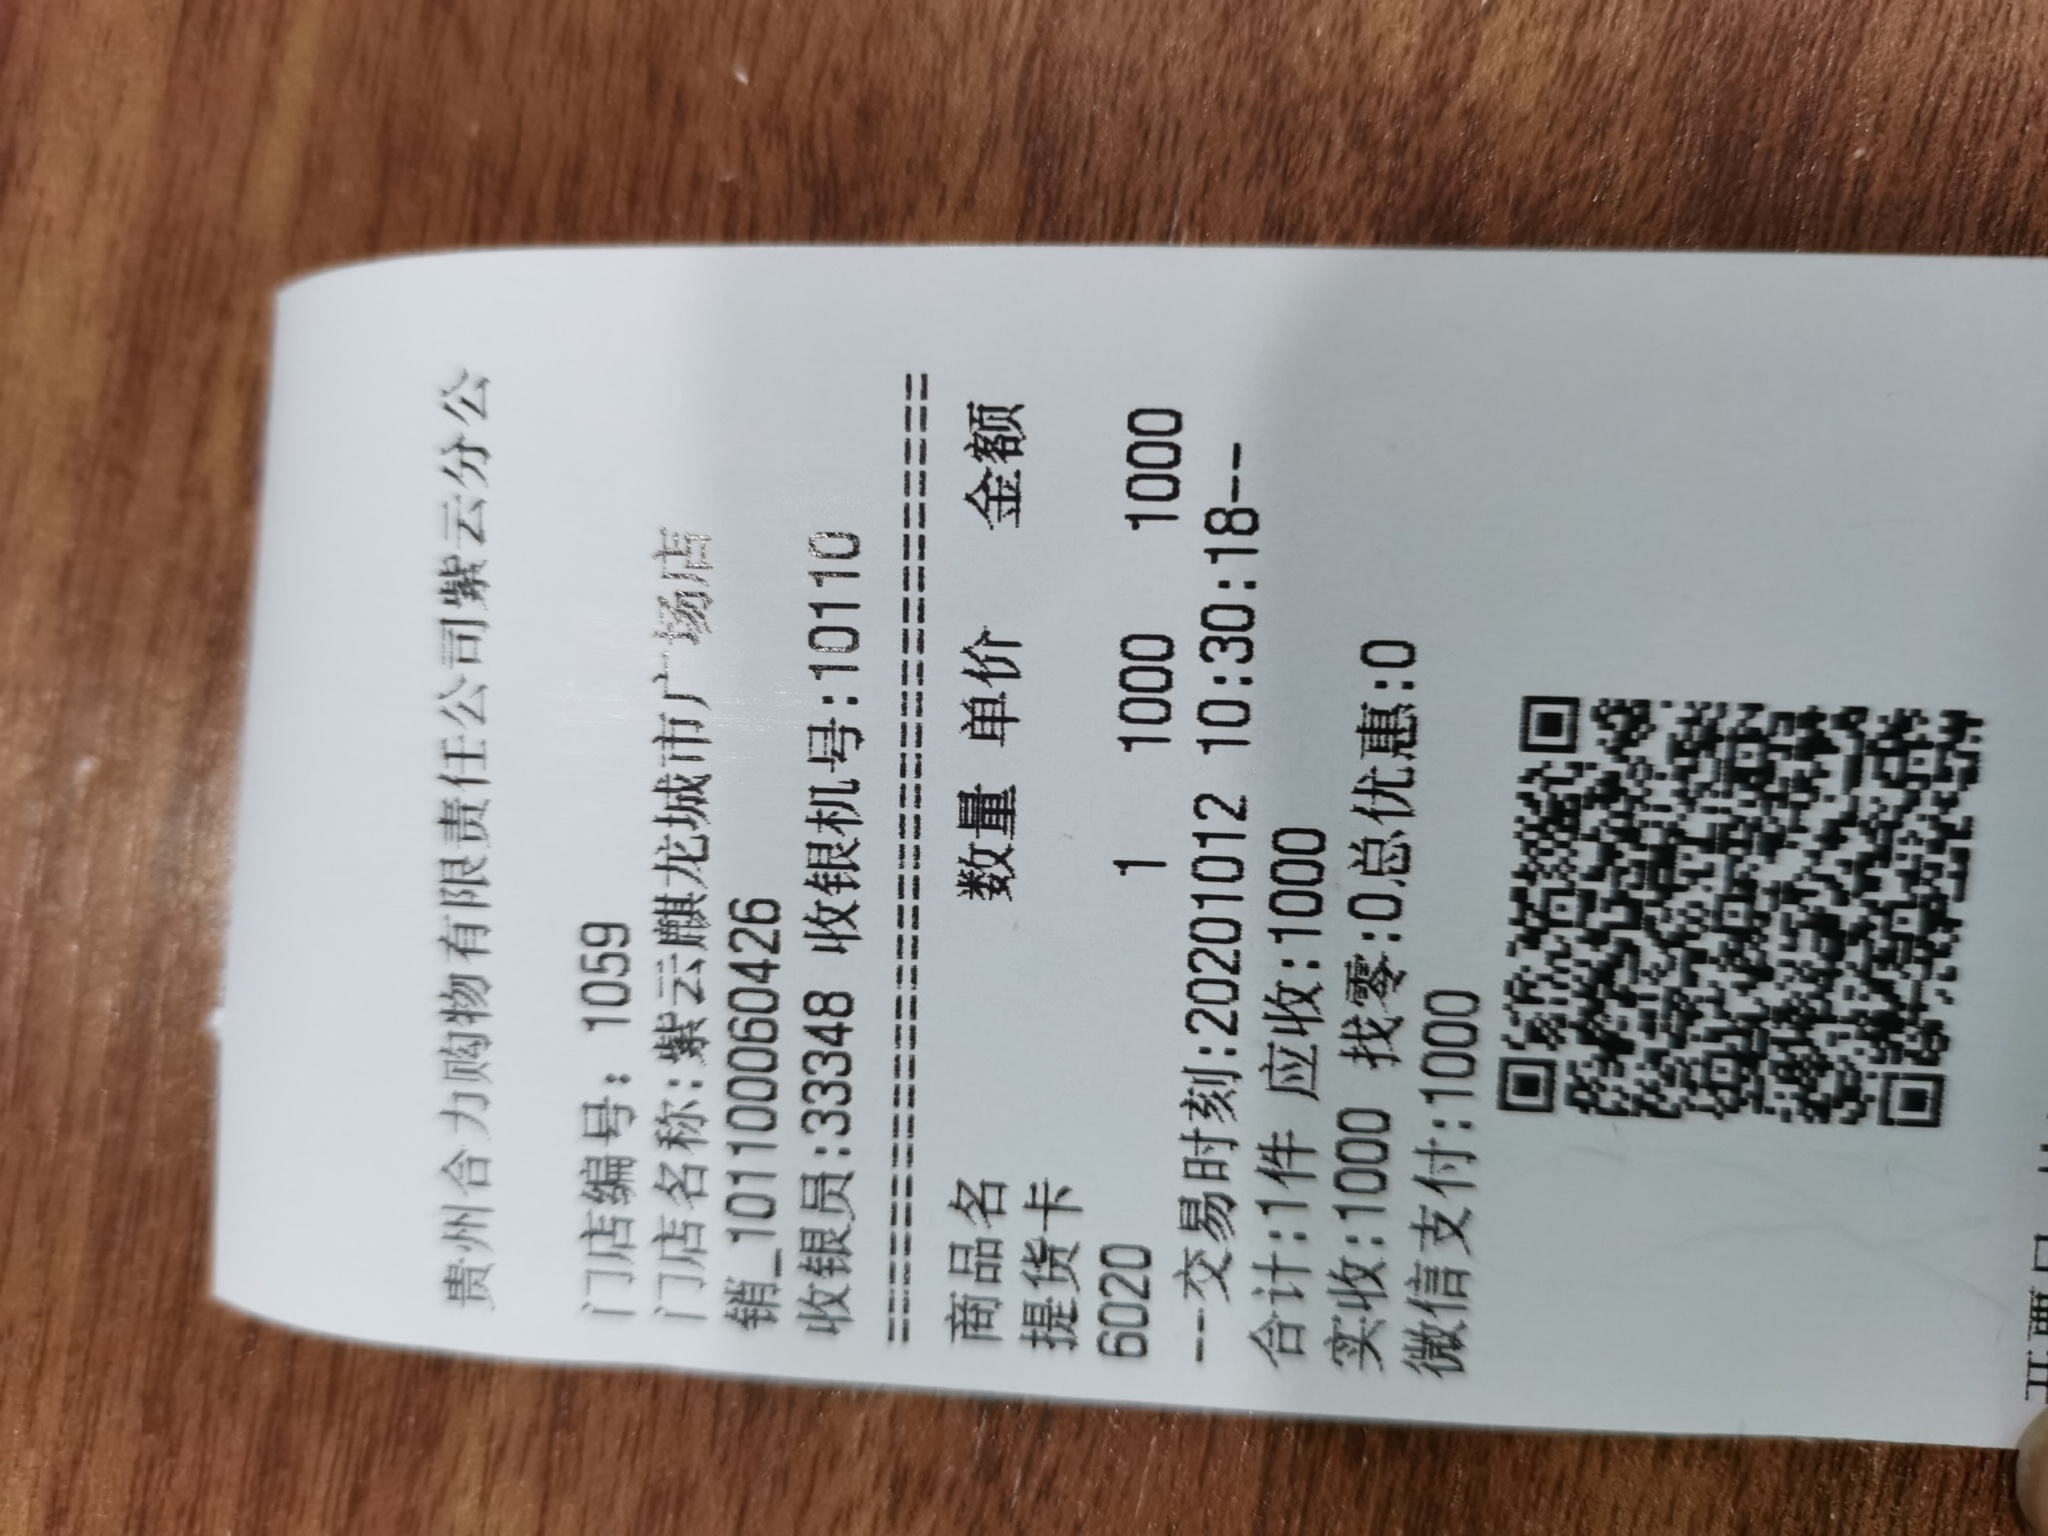 贵州合力购物有限责任公司紫云分公
门店编号: 1059
门店名称:紫云麒龙城市广场店
销_101100060426
收银员:33348 收银机号:10110
================================
商品名 数量 单价 金额
提货卡
6020 1 1000 1000
---交易时刻:20201012 10:30:18--
合计:1件 应收:1000
实收:1000 找零:0总优惠:0
微信支付:1000